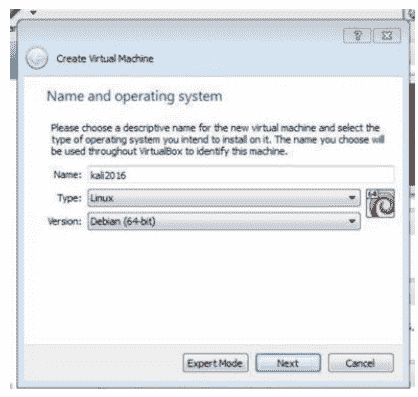 Create Virtual Machine
Name and operating system
Please choose a descriptive name for the new virtual machine and select the
type of operating system you intend to install on it. The name you choose will
be used throughout VirtualBox to identify this machine.
Name: kali2016
Type: Linux
64
Version: Debian (64-bit)
Expert Mode Next Cancel